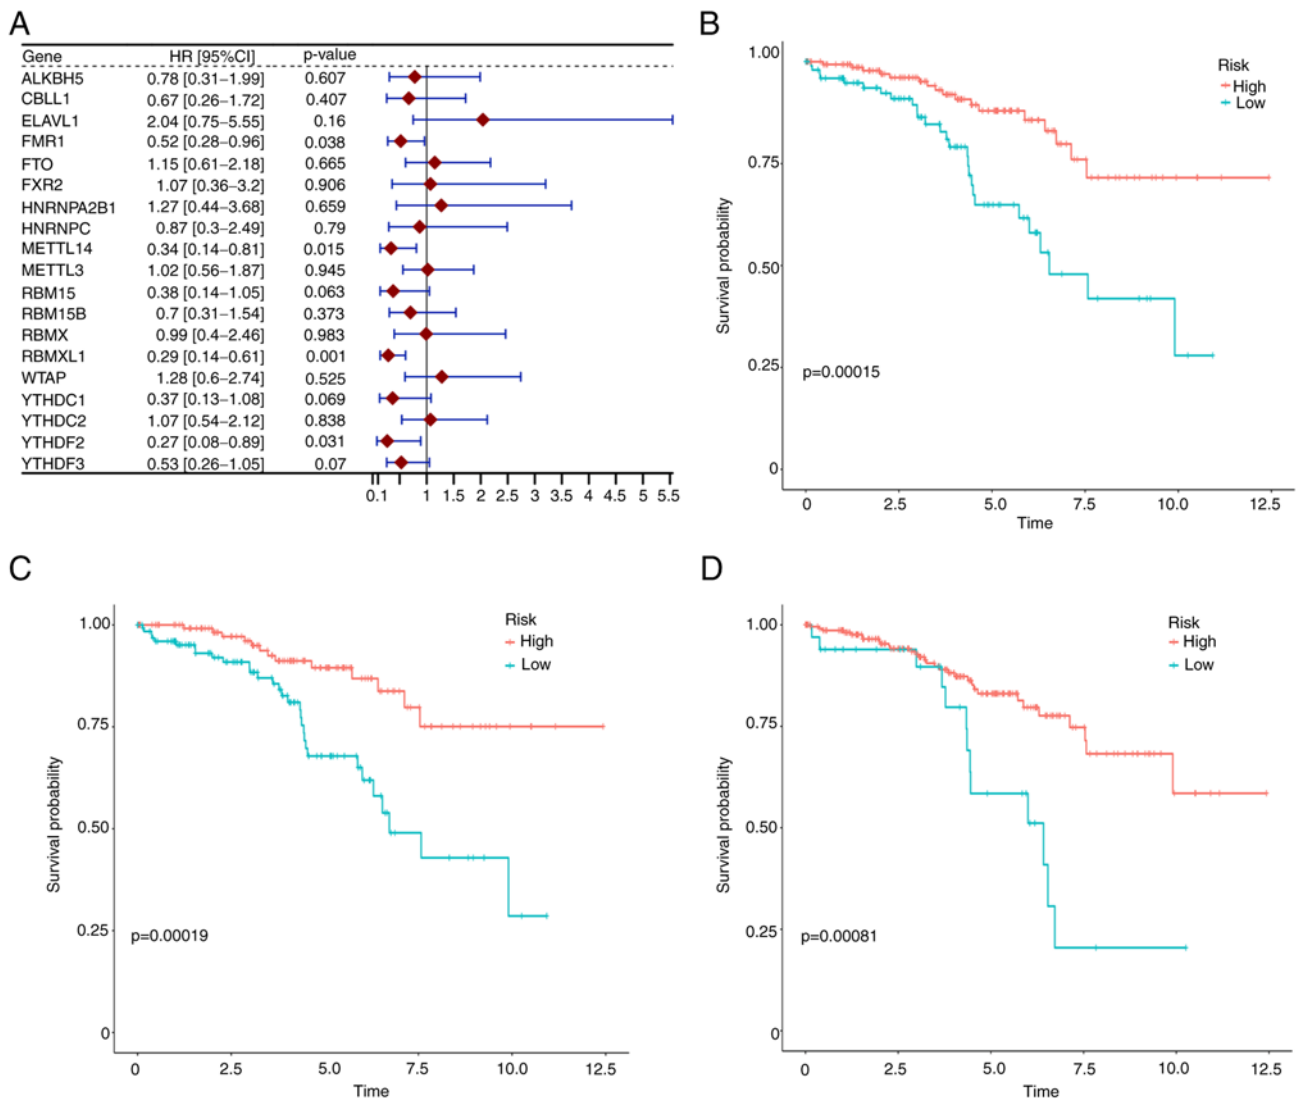 A
Gene HR [95%CI] p-value
ALKBH5 0.78 [0.31–1.99] 0.607
CBLL1 0.67 [0.26–1.72] 0.407
ELAVL1 2.04 [0.75–5.55] 0.16
FMR1 0.52 [0.28–0.96] 0.038
FTO 1.15 [0.61–2.18] 0.665
FXR2 1.07 [0.36–3.2] 0.906
HNRNPA2B1 1.27 [0.44–3.68] 0.659
HNRNPC 0.87 [0.3–2.49] 0.79
METTL14 0.34 [0.14–0.81] 0.015
METTL3 1.02 [0.56–1.87] 0.945
RBM15 0.38 [0.14–1.05] 0.063
RBM15B 0.7 [0.31–1.54] 0.373
RBMX 0.99 [0.4–2.46] 0.983
RBMXL1 0.29 [0.14–0.61] 0.001
WTAP 1.28 [0.6–2.74] 0.525
YTHDC1 0.37 [0.13–1.08] 0.069
YTHDC2 1.07 [0.54–2.12] 0.838
YTHDF2 0.27 [0.08–0.89] 0.031
YTHDF3 0.53 [0.26–1.05] 0.07
0.1 1 1.5 2 2.5 3 3.5 4 4.5 5 5.5
B
Survival probability
1.00
0.75
0.50
0.25
0
Risk
High
Low
p=0.00015
0 2.5 5.0 7.5 10.0 12.5
Time
C
Survival probability
1.00
0.75
0.50
0.25
0
Risk
High
Low
p=0.00019
0 2.5 5.0 7.5 10.0 12.5
Time
D
Survival probability
1.00
0.75
0.50
0.25
0
Risk
High
Low
p=0.00081
0 2.5 5.0 7.5 10.0 12.5
Time